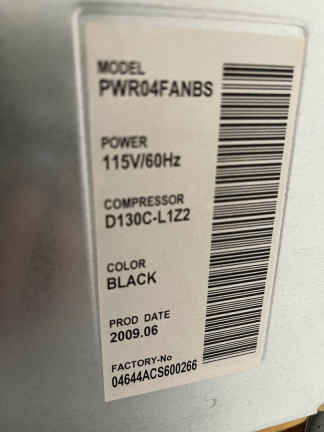 MODEL
PWR04FANBS
POWER
115V/60Hz
COMPRESSOR
D130C-L1Z2
COLOR
BLACK
PROD DATE
2009.06
FACTORY-No
04644ACS600266